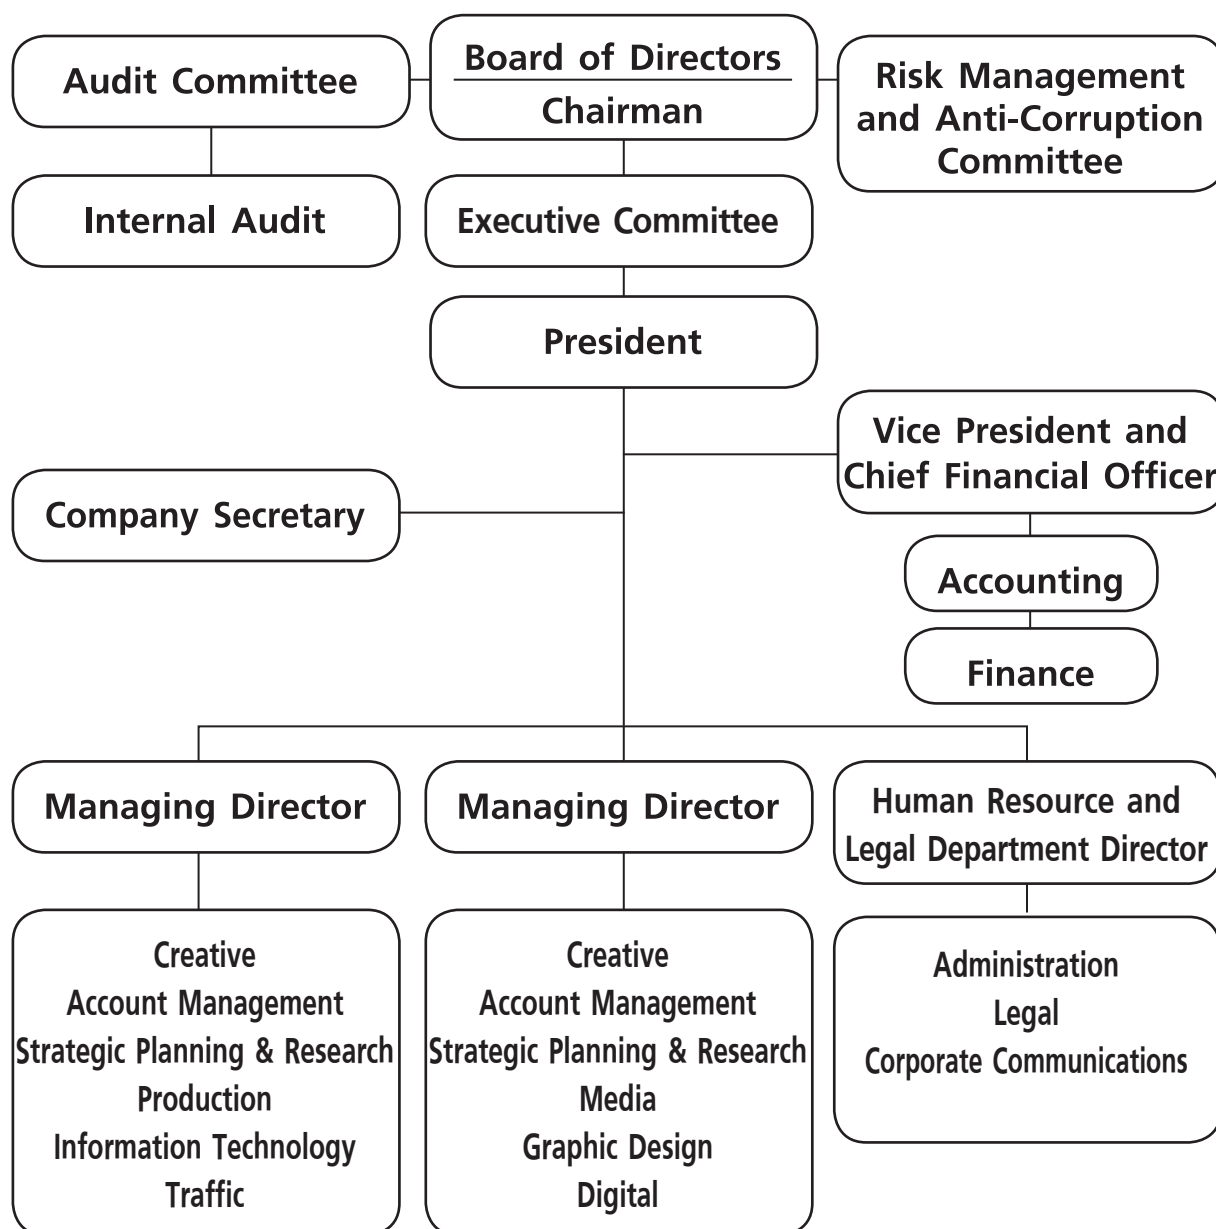 Audit Committee
Board of Directors
Chairman
Risk Management
and Anti-Corruption
Committee
Internal Audit
Executive Committee
President
Vice President and
Chief Financial Officer
Company Secretary
Accounting
Finance
Managing Director
Managing Director
Human Resource and
Legal Department Director
Creative
Account Management
Strategic Planning & Research
Production
Information Technology
Traffic
Creative
Account Management
Strategic Planning & Research
Media
Graphic Design
Digital
Administration
Legal
Corporate Communications